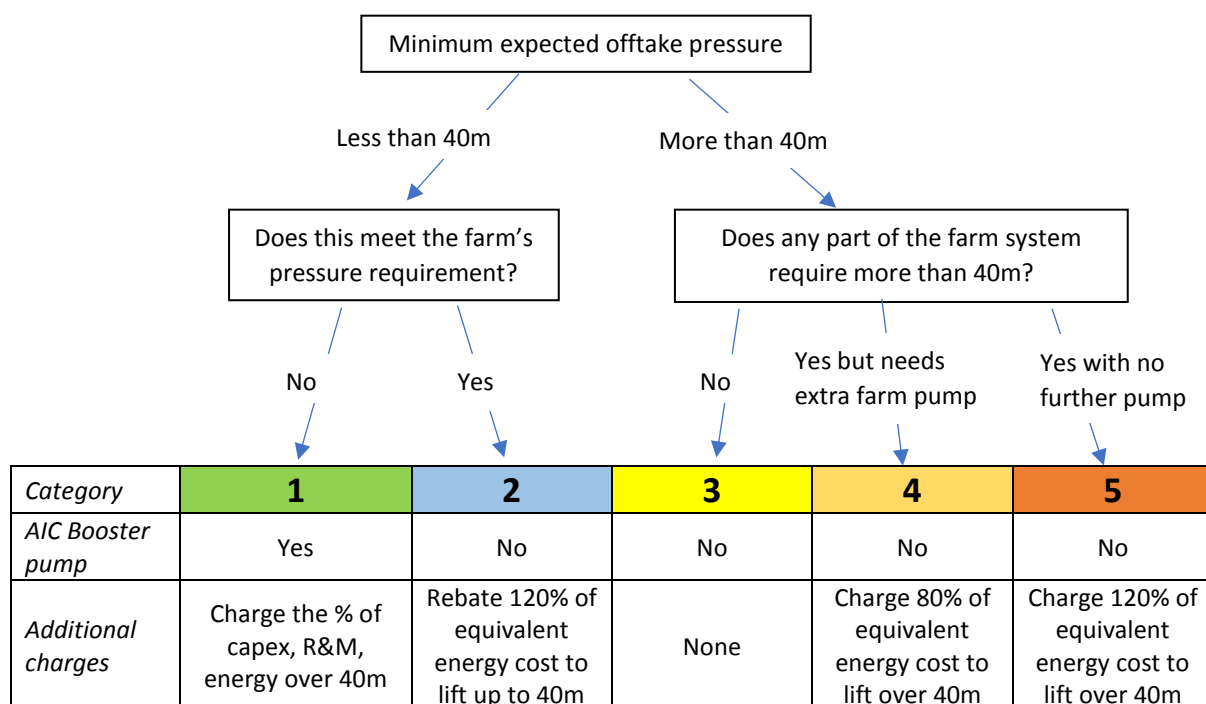 Minimum expected offtake pressure
Less than 40m
More than 40m
Does this meet the farm’s
pressure requirement?
Does any part of the farm system
require more than 40m?
No
Yes
No
Yes but needs
extra farm pump
Yes with no
further pump
Category
1
2
3
4
5
AIC Booster
pump
Yes
No
No
No
No
Additional
charges
Charge the % of
capex, R&M,
energy over 40m
Rebate 120% of
equivalent
energy cost to
lift up to 40m
None
Charge 80% of
equivalent
energy cost to
lift over 40m
Charge 120% of
equivalent
energy cost to
lift over 40m